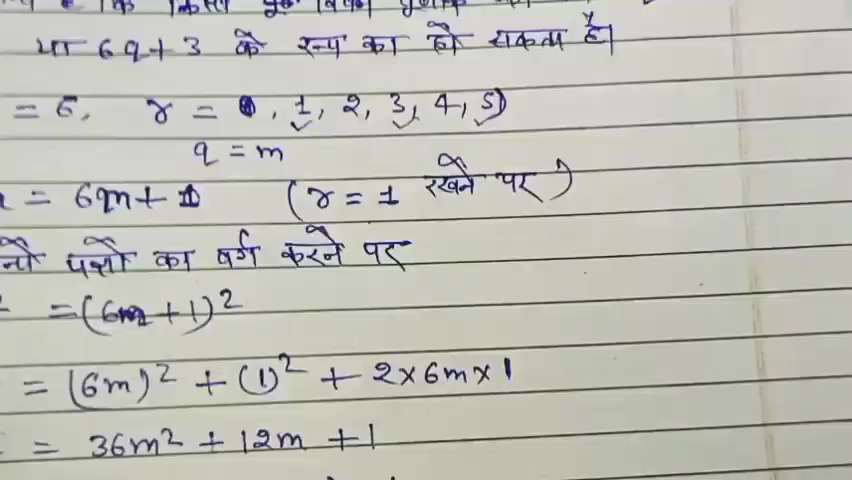 कि किसी
या 6q+3 के रूप का हो सकता है।
= 6, r = 0, 1, 2, 3, 4, 5)
q = m
= 6m+1 (r = 1 रखने पर)
नों पक्षों का वर्ग करने पर
= (6m+1)²
= (6m)² + (1)² + 2×6m×1
= 36m² + 12m + 1